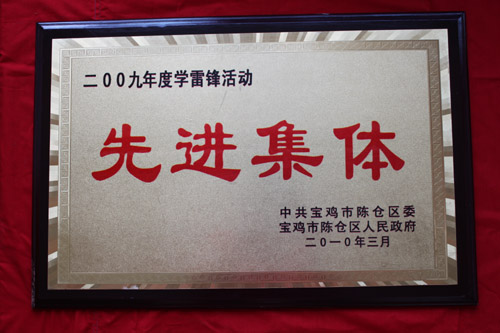 二00九年度学雷锋活动
先进集体
中共宝鸡市陈仓区委
宝鸡市陈仓区人民政府
二0一0年三月